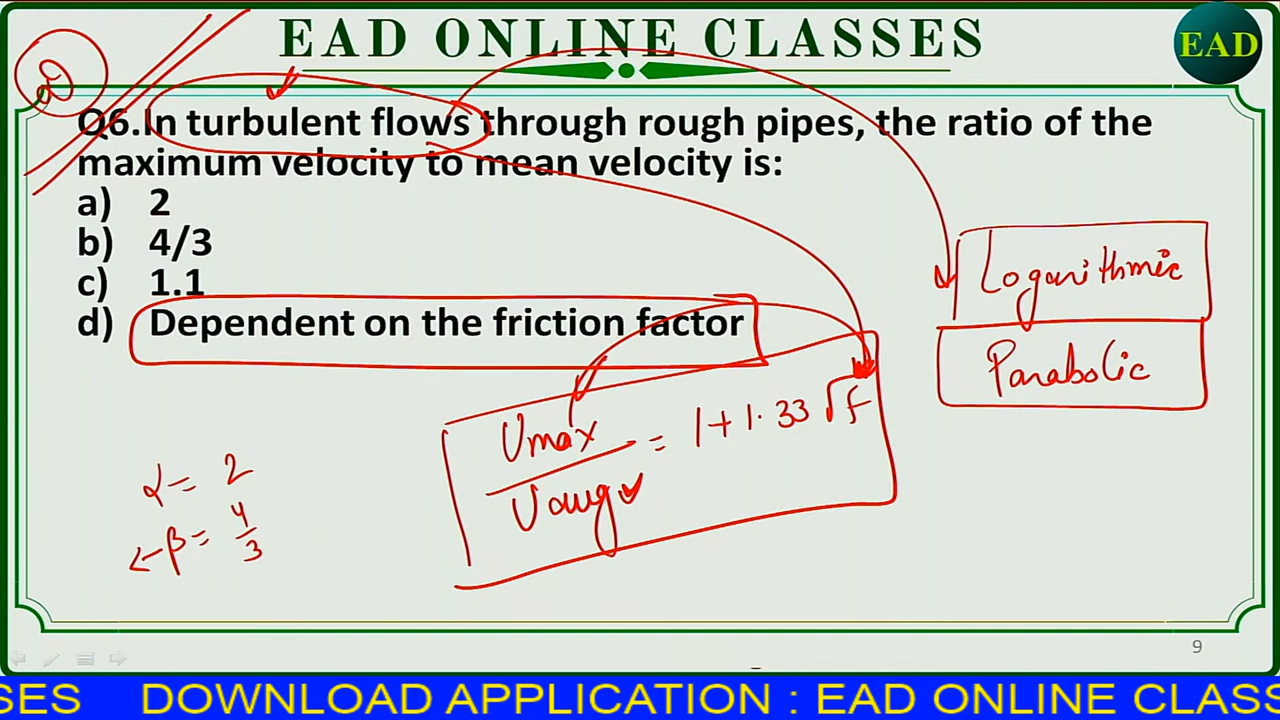 EAD ONLINE CLASSES
EAD
Q6.In turbulent flows through rough pipes, the ratio of the
maximum velocity to mean velocity is:
a) 2
b) 4/3
c) 1.1
d) Dependent on the friction factor
Logarithmic
Parabolic
Umax/Uavg = 1+1.33 √f
α = 2
β = 4/3
9
SES DOWNLOAD APPLICATION : EAD ONLINE CLASS